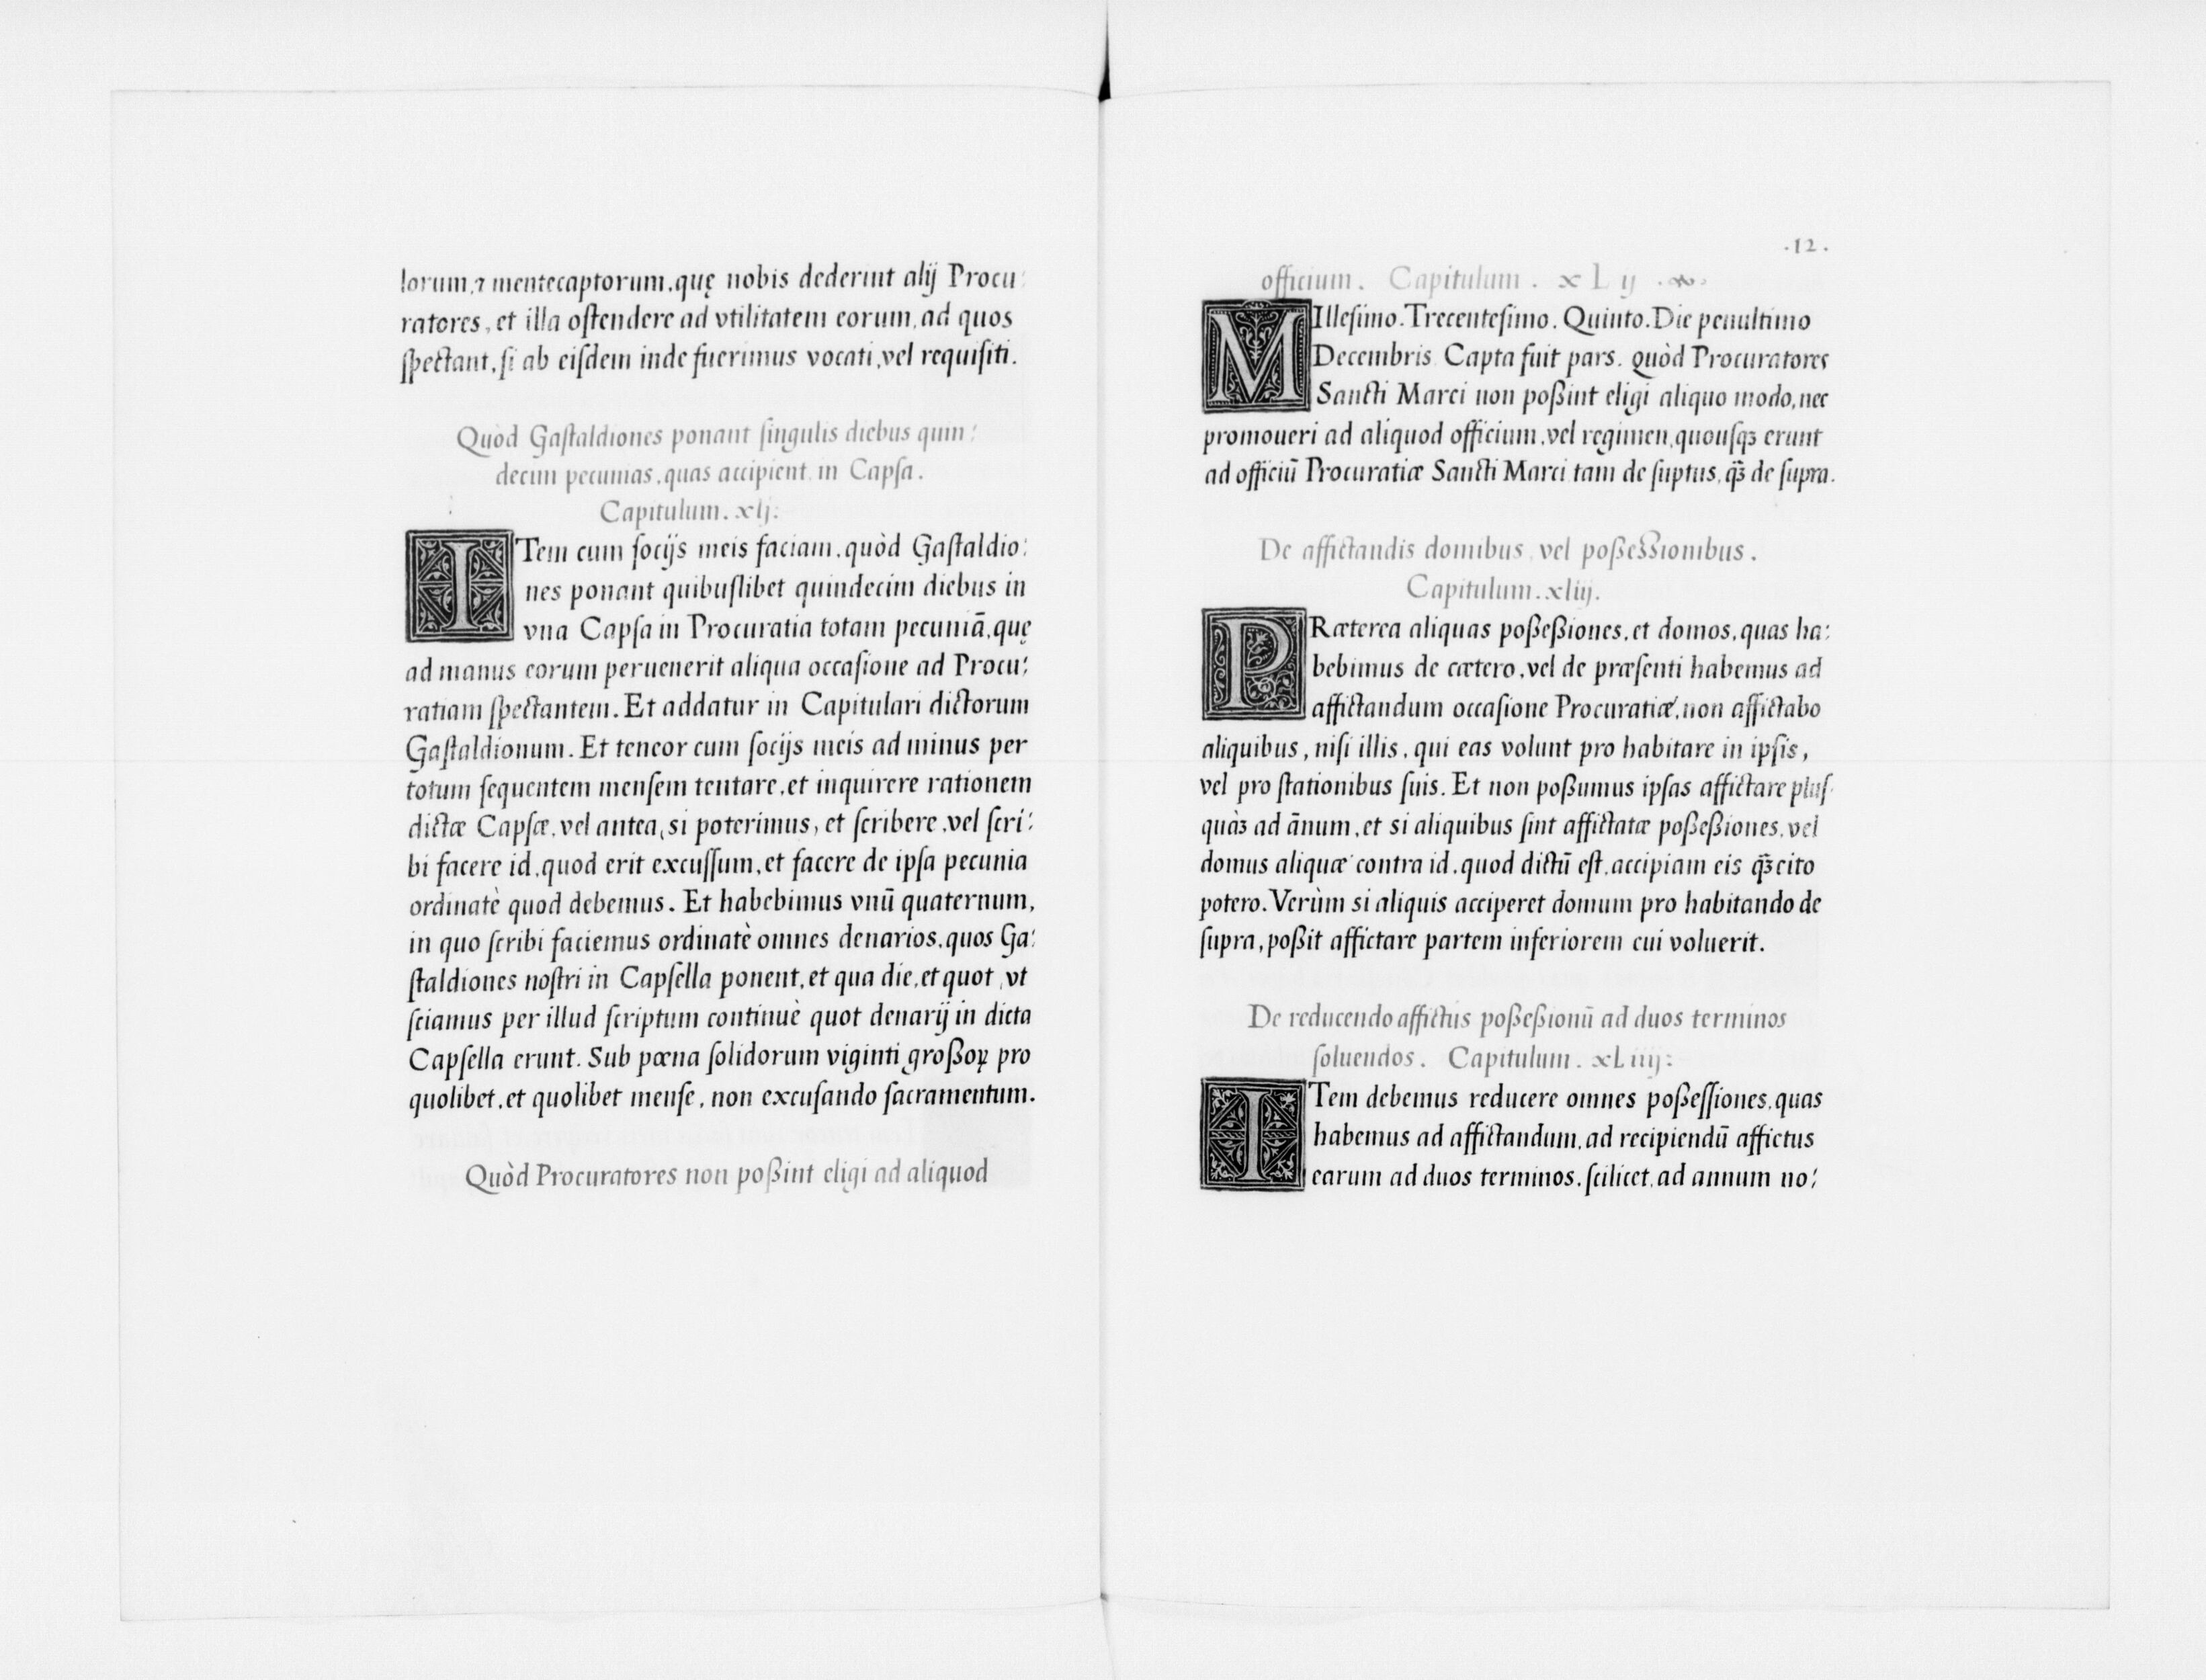 lorum, ⁊ mentecaptorum, quę nobis dederint alij Procu:
ratores, et illa ostendere ad vtilitatem eorum, ad quos
spectant, si ab eisdem inde fuerimus vocati, vel requisiti.
Quòd Gastaldiones ponant singulis diebus quin:
decim pecunias, quas accipient in Capsa.
Capitulum. xlj:
ITem cum socijs meis faciam, quòd Gastaldio:
nes ponant quibuslibet quindecim diebus in
vna Capsa in Procuratia totam pecuniā, quę
ad manus eorum peruenerit aliqua occasione ad Procu:
ratiam spectantem. Et addatur in Capitulari dictorum
Gastaldionum. Et teneor cum socijs meis ad minus per
totum sequentem mensem tentare, et inquirere rationem
dictæ Capsæ, vel antea, si poterimus, et scribere, vel scri:
bi facere id, quod erit excussum, et facere de ipsa pecunia
ordinatè quod debemus. Et habebimus vnū quaternum,
in quo scribi faciemus ordinatè omnes denarios, quos Ga:
staldiones nostri in Capsella ponent, et qua die, et quot, vt
sciamus per illud scriptum continuè quot denarij in dicta
Capsella erunt. Sub pœna solidorum viginti großoꝝ pro
quolibet, et quolibet mense, non excusando sacramentum.
Quòd Procuratores non poßint eligi ad aliquod
.12.
officium. Capitulum. xLij
MIllesimo. Trecentesimo. Quinto. Die penultimo
Decembris Capta fuit pars. quòd Procuratores
Sancti Marci non poßint eligi aliquo modo, nec
promoueri ad aliquod officium, vel regimen, quousqꝫ erunt
ad officiū Procuratiæ Sancti Marci tam de suptus, q̄ꝫ de supra.
De affictandis domibus, vel poßeßionibus.
Capitulum. xliij.
PRæterea aliquas poßeßiones, et domos, quas ha:
bebimus de cætero, vel de præsenti habemus ad
affictandum occasione Procuratiæ, non affictabo
aliquibus, nisi illis, qui eas volunt pro habitare in ipsis,
vel pro stationibus suis. Et non poßumus ipsas affictare plus
quàꝫ ad ānum, et si aliquibus sint affictatæ poßeßiones, vel
domus aliquæ contra id, quod dictū est, accipiam eis q̄ꝫ cito
potero. Verùm si aliquis acciperet domum pro habitando de
supra, poßit affictare partem inferiorem cui voluerit.
De reducendo affictus poßeßionū ad duos terminos
soluendos. Capitulum. xLiiij:
ITem debemus reducere omnes poßessiones, quas
habemus ad affictandum, ad recipiendū affictus
earum ad duos terminos, scilicet, ad annum no: